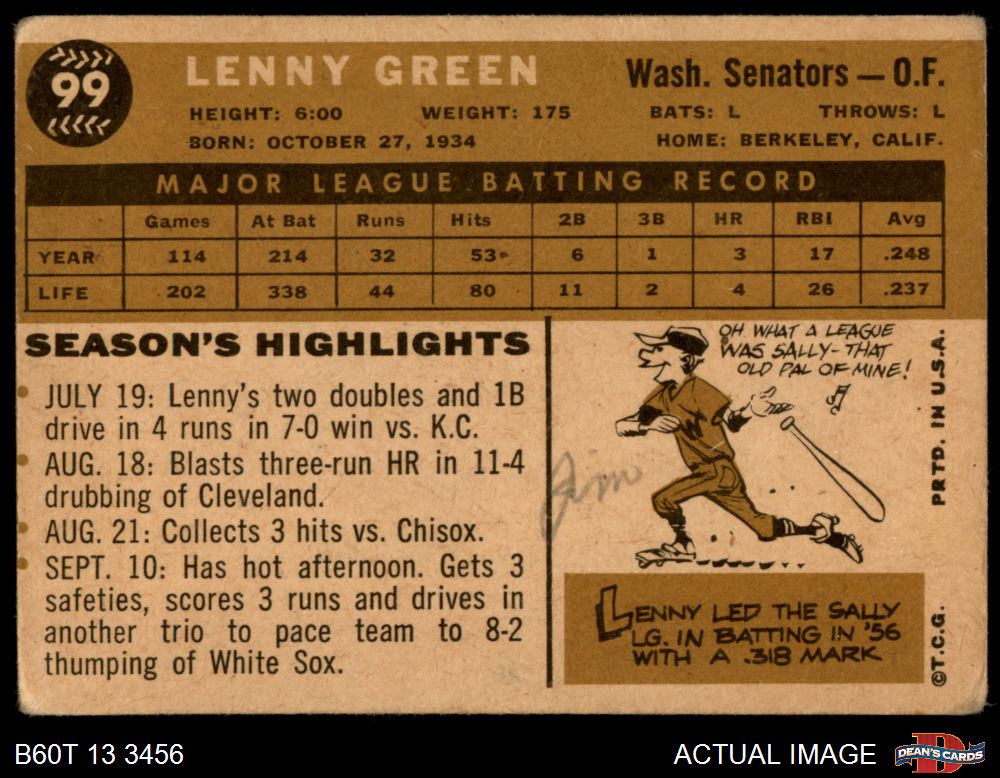 99
LENNY GREEN
Wash. Senators — O.F.
HEIGHT: 6:00 WEIGHT: 175 BATS: L THROWS: L
BORN: OCTOBER 27, 1934 HOME: BERKELEY, CALIF.
MAJOR LEAGUE BATTING RECORD
Games At Bat Runs Hits 2B 3B HR RBI Avg
YEAR 114 214 32 53 6 1 3 17 .248
LIFE 202 338 44 80 11 2 4 26 .237
SEASON'S HIGHLIGHTS
• JULY 19: Lenny's two doubles and 1B
drive in 4 runs in 7-0 win vs. K.C.
• AUG. 18: Blasts three-run HR in 11-4
drubbing of Cleveland.
• AUG. 21: Collects 3 hits vs. Chisox.
• SEPT. 10: Has hot afternoon. Gets 3
safeties, scores 3 runs and drives in
another trio to pace team to 8-2
thumping of White Sox.
OH WHAT A LEAGUE
WAS SALLY-THAT
OLD PAL OF MINE!
W
Jim
LENNY LED THE SALLY
LG. IN BATTING IN '56
WITH A .318 MARK
©T.C.G. PRTD. IN U.S.A.
B60T 13 3456
ACTUAL IMAGE
D
DEAN'S CARDS